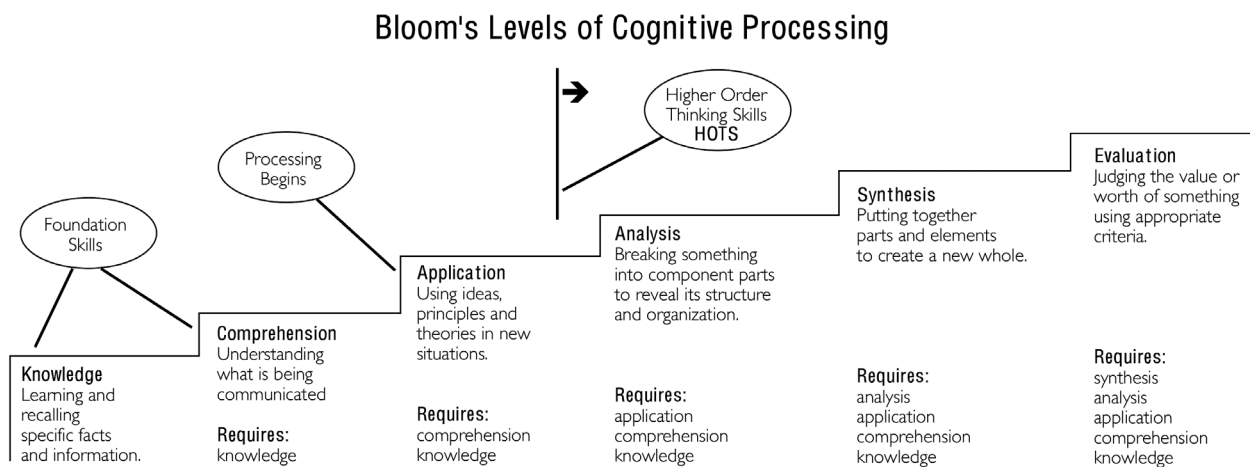 Bloom's Levels of Cognitive Processing
Higher Order
Thinking Skills
HOTS
Processing
Begins
Foundation
Skills
Knowledge
Learning and
recalling
specific facts
and information.
Comprehension
Understanding
what is being
communicated
Requires:
knowledge
Application
Using ideas,
principles and
theories in new
situations.
Requires:
comprehension
knowledge
Analysis
Breaking something
into component parts
to reveal its structure
and organization.
Requires:
application
comprehension
knowledge
Synthesis
Putting together
parts and elements
to create a new whole.
Requires:
analysis
application
comprehension
knowledge
Evaluation
Judging the value or
worth of something
using appropriate
criteria.
Requires:
synthesis
analysis
application
comprehension
knowledge